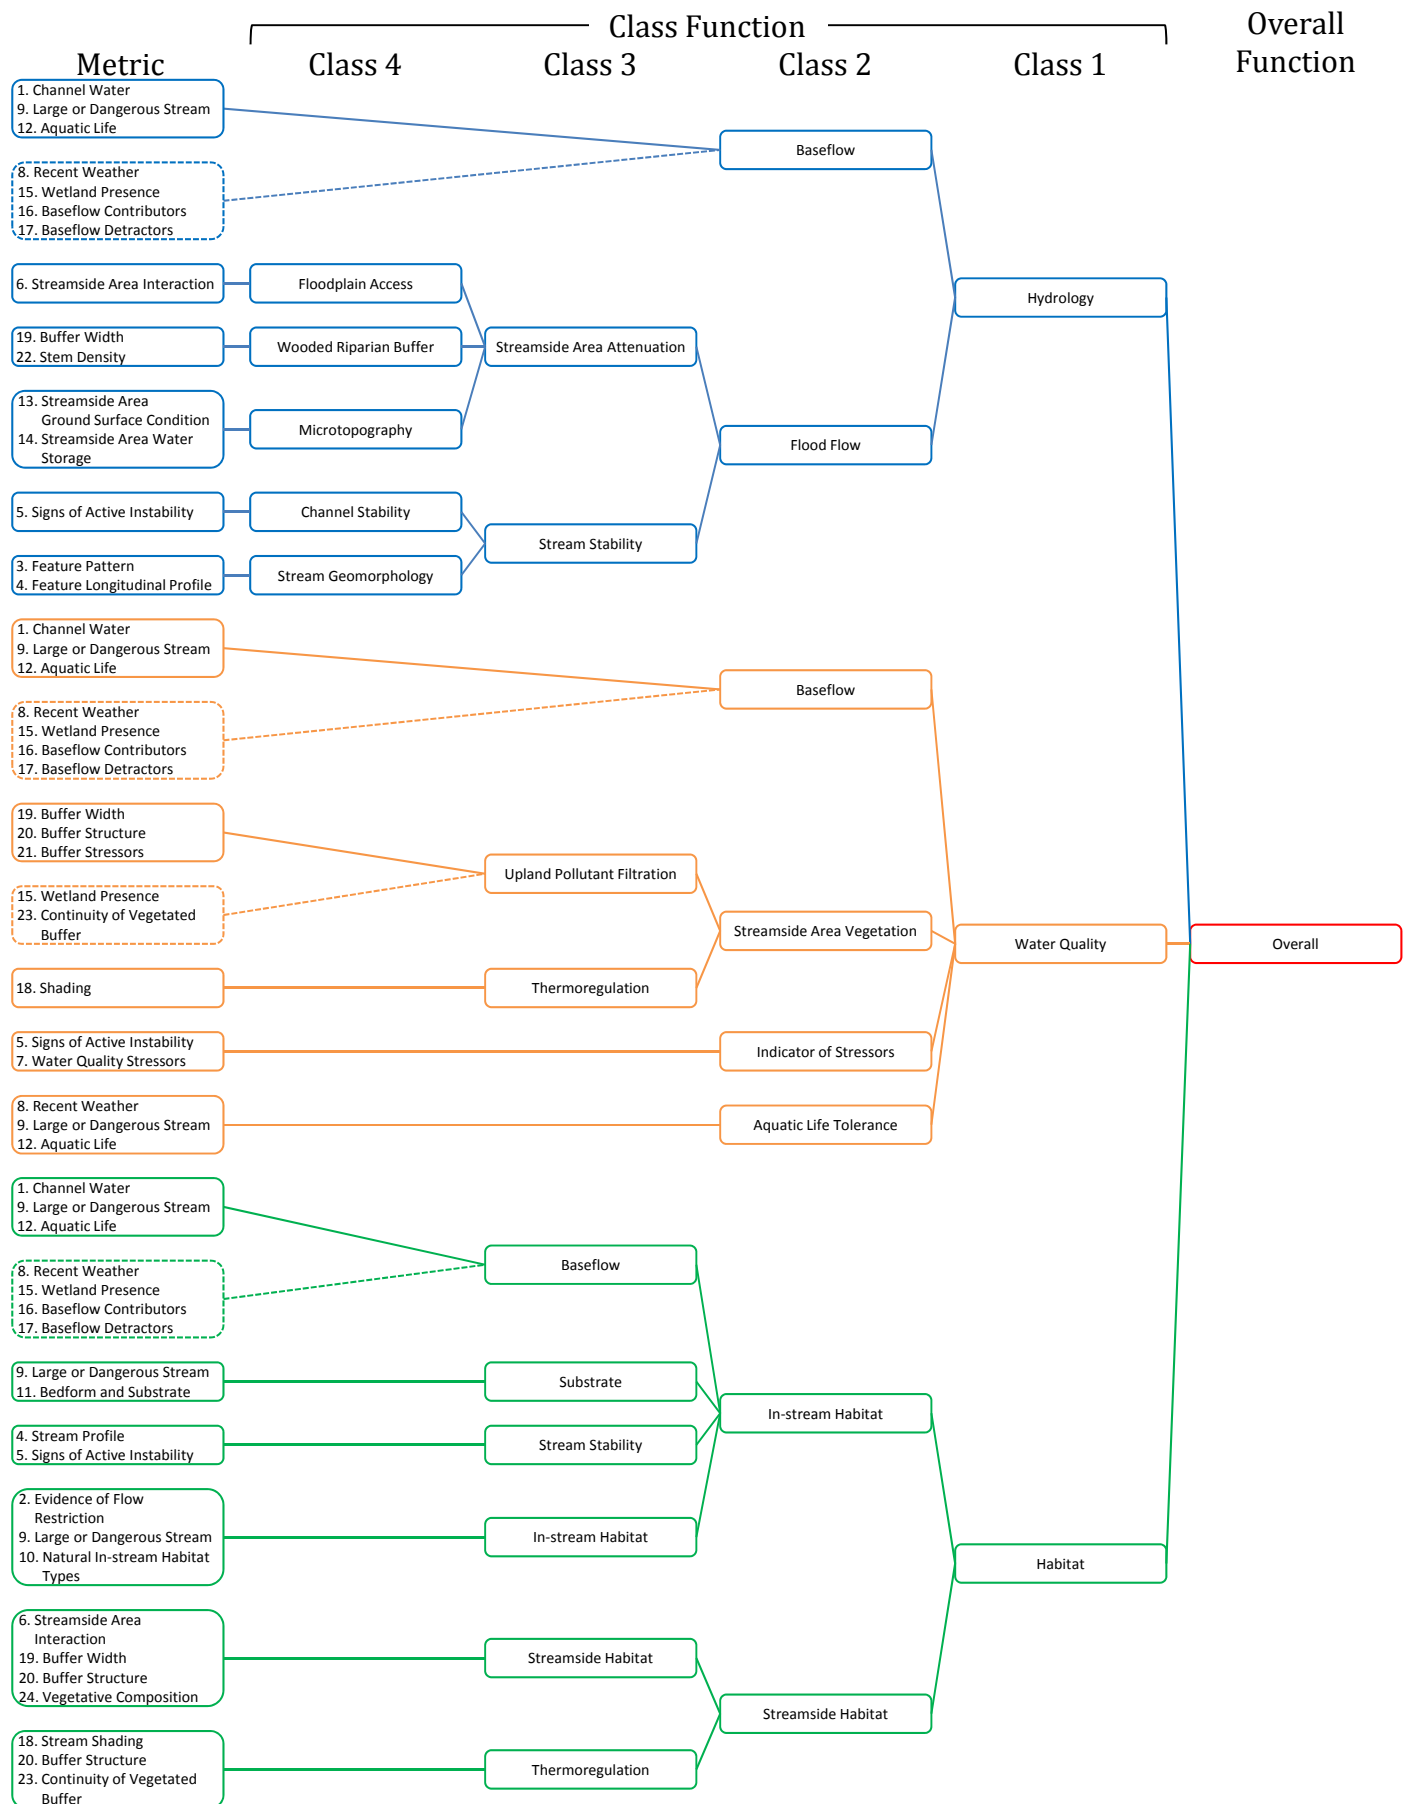 Class Function
Overall
Function
Metric
Class 4
Class 3
Class 2
Class 1
1. Channel Water
9. Large or Dangerous Stream
12. Aquatic Life
Baseflow
8. Recent Weather
15. Wetland Presence
16. Baseflow Contributors
17. Baseflow Detractors
6. Streamside Area Interaction
Floodplain Access
Hydrology
19. Buffer Width
22. Stem Density
Wooded Riparian Buffer
Streamside Area Attenuation
13. Streamside Area
Ground Surface Condition
14. Streamside Area Water
Storage
Microtopography
Flood Flow
5. Signs of Active Instability
Channel Stability
Stream Stability
3. Feature Pattern
4. Feature Longitudinal Profile
Stream Geomorphology
1. Channel Water
9. Large or Dangerous Stream
12. Aquatic Life
Baseflow
8. Recent Weather
15. Wetland Presence
16. Baseflow Contributors
17. Baseflow Detractors
19. Buffer Width
20. Buffer Structure
21. Buffer Stressors
Upland Pollutant Filtration
15. Wetland Presence
23. Continuity of Vegetated
Buffer
Streamside Area Vegetation
Water Quality
Overall
18. Shading
Thermoregulation
5. Signs of Active Instability
7. Water Quality Stressors
Indicator of Stressors
8. Recent Weather
9. Large or Dangerous Stream
12. Aquatic Life
Aquatic Life Tolerance
1. Channel Water
9. Large or Dangerous Stream
12. Aquatic Life
Baseflow
8. Recent Weather
15. Wetland Presence
16. Baseflow Contributors
17. Baseflow Detractors
9. Large or Dangerous Stream
11. Bedform and Substrate
Substrate
In-stream Habitat
4. Stream Profile
5. Signs of Active Instability
Stream Stability
2. Evidence of Flow
Restriction
9. Large or Dangerous Stream
10. Natural In-stream Habitat
Types
In-stream Habitat
Habitat
6. Streamside Area
Interaction
19. Buffer Width
20. Buffer Structure
24. Vegetative Composition
Streamside Habitat
Streamside Habitat
18. Stream Shading
20. Buffer Structure
23. Continuity of Vegetated
Buffer
Thermoregulation